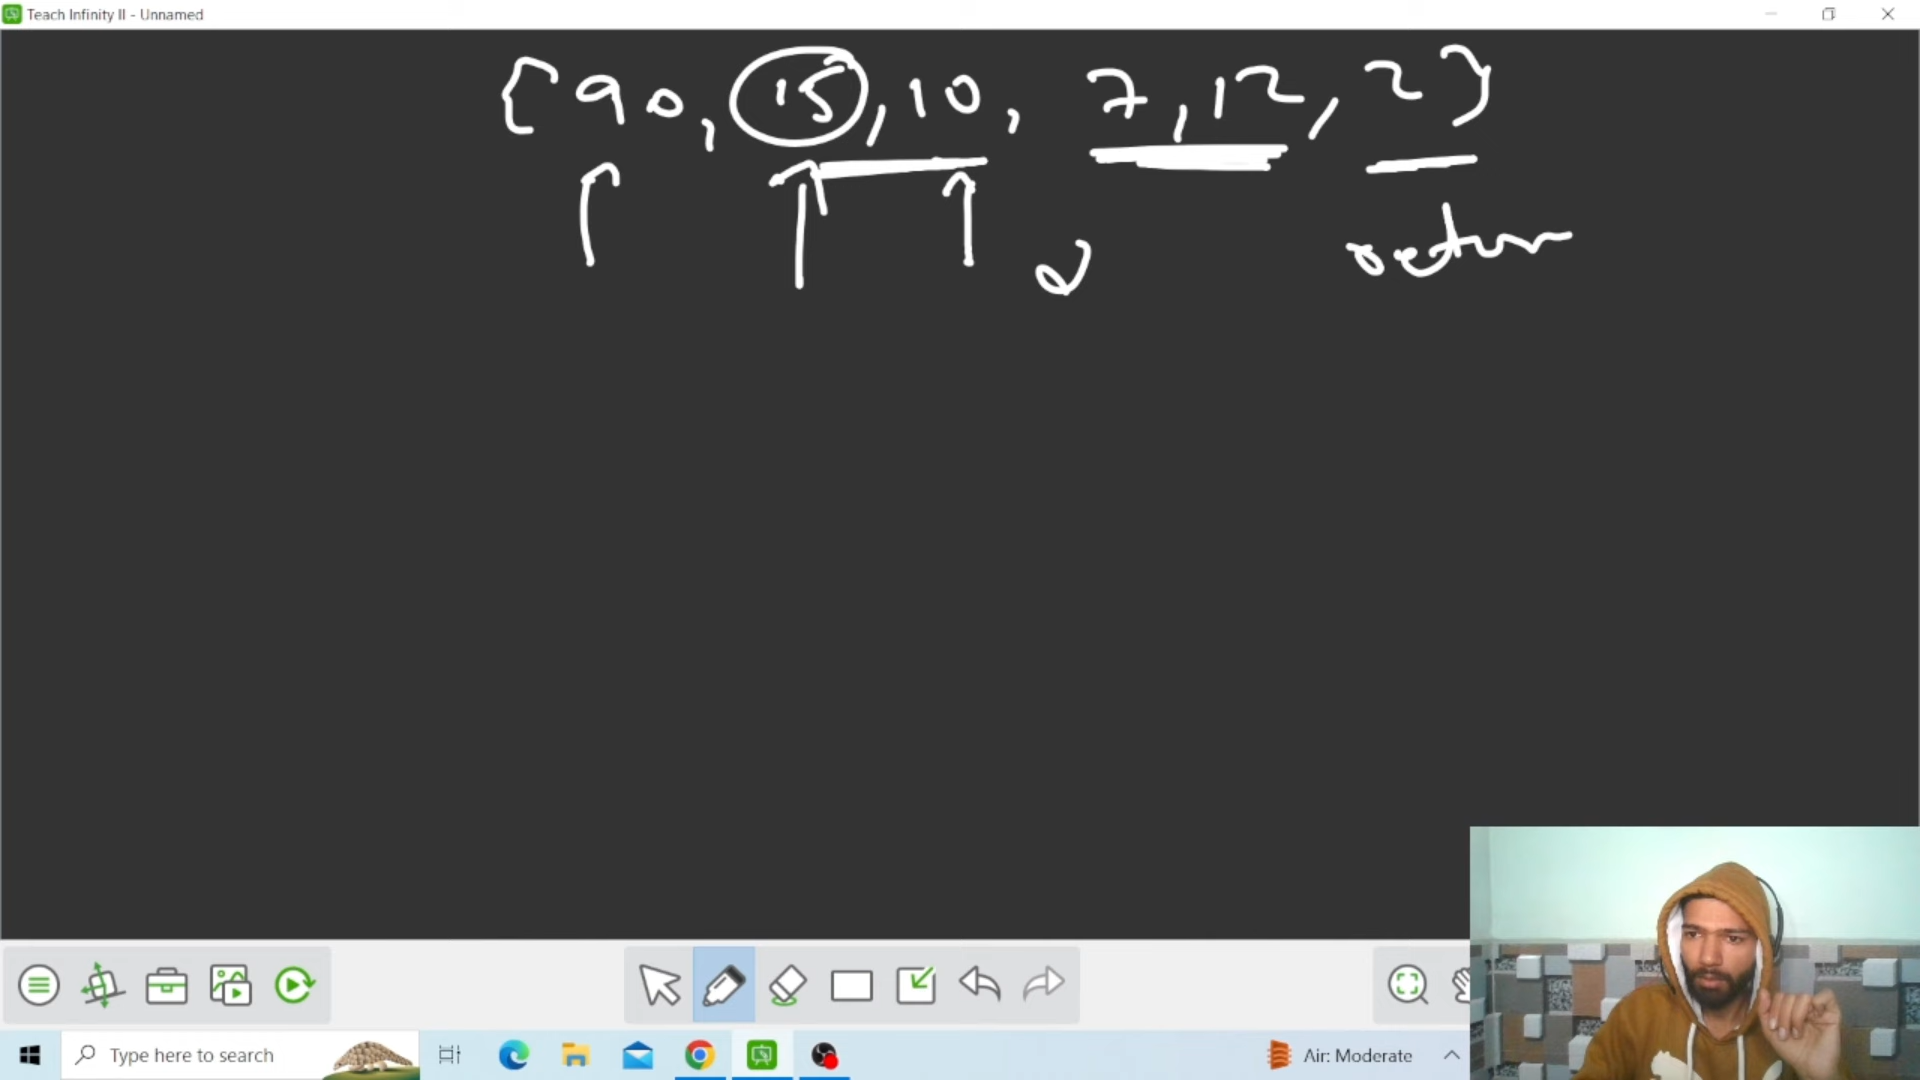 Teach Infinity II - Unnamed
{ 90, 15, 10, 7, 12, 2 }
return
Type here to search
Air: Moderate